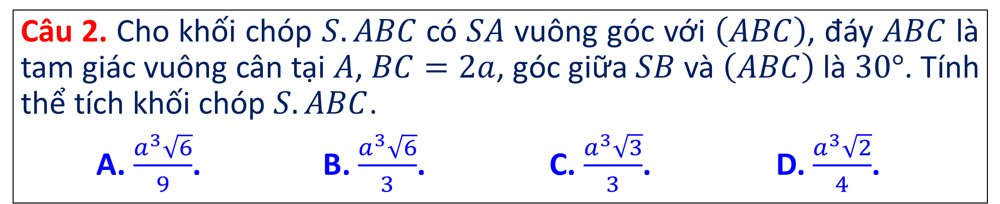 Câu 2. Cho khối chóp S.ABC có SA vuông góc với (ABC), đáy ABC là
tam giác vuông cân tại A, BC = 2a, góc giữa SB và (ABC) là 30°. Tính
thể tích khối chóp S.ABC.
A. \frac{a^3\sqrt{6}}{9}. B. \frac{a^3\sqrt{6}}{3}. C. \frac{a^3\sqrt{3}}{3}. D. \frac{a^3\sqrt{2}}{4}.